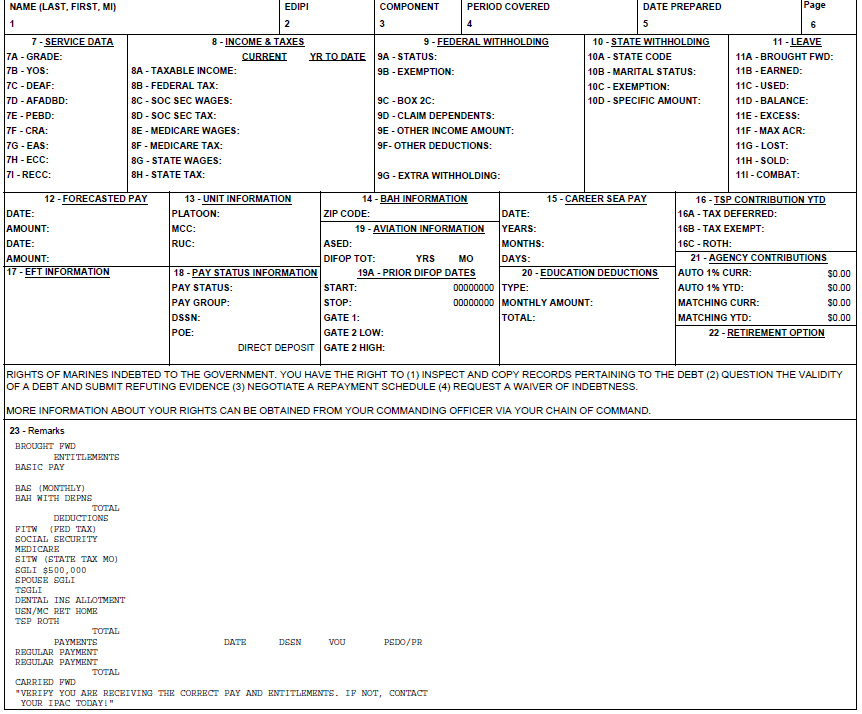 NAME (LAST, FIRST, MI) EDIPI COMPONENT PERIOD COVERED DATE PREPARED Page
1 2 3 4 5 6
7 - SERVICE DATA
7A - GRADE:
7B - YOS:
7C - DEAF:
7D - AFADBD:
7E - PEBD:
7F - CRA:
7G - EAS:
7H - ECC:
7I - RECC:
8 - INCOME & TAXES
CURRENT YR TO DATE
8A - TAXABLE INCOME:
8B - FEDERAL TAX:
8C - SOC SEC WAGES:
8D - SOC SEC TAX:
8E - MEDICARE WAGES:
8F - MEDICARE TAX:
8G - STATE WAGES:
8H - STATE TAX:
9 - FEDERAL WITHHOLDING
9A - STATUS:
9B - EXEMPTION:
9C - BOX 2C:
9D - CLAIM DEPENDENTS:
9E - OTHER INCOME AMOUNT:
9F- OTHER DEDUCTIONS:
9G - EXTRA WITHHOLDING:
10 - STATE WITHHOLDING
10A - STATE CODE
10B - MARITAL STATUS:
10C - EXEMPTION:
10D - SPECIFIC AMOUNT:
11 - LEAVE
11A - BROUGHT FWD:
11B - EARNED:
11C - USED:
11D - BALANCE:
11E - EXCESS:
11F - MAX ACR:
11G - LOST:
11H - SOLD:
11I - COMBAT:
12 - FORECASTED PAY
DATE:
AMOUNT:
DATE:
AMOUNT:
13 - UNIT INFORMATION
PLATOON:
MCC:
RUC:
14 - BAH INFORMATION
ZIP CODE:
19 - AVIATION INFORMATION
ASED:
DIFOP TOT: YRS MO
15 - CAREER SEA PAY
DATE:
YEARS:
MONTHS:
DAYS:
16 - TSP CONTRIBUTION YTD
16A - TAX DEFERRED:
16B - TAX EXEMPT:
16C - ROTH:
17 - EFT INFORMATION
18 - PAY STATUS INFORMATION
PAY STATUS:
PAY GROUP:
DSSN:
POE:
DIRECT DEPOSIT
19A - PRIOR DIFOP DATES
START: 00000000
STOP: 00000000
GATE 1:
GATE 2 LOW:
GATE 2 HIGH:
20 - EDUCATION DEDUCTIONS
TYPE:
MONTHLY AMOUNT:
TOTAL:
21 - AGENCY CONTRIBUTIONS
AUTO 1% CURR: $0.00
AUTO 1% YTD: $0.00
MATCHING CURR: $0.00
MATCHING YTD: $0.00
22 - RETIREMENT OPTION
RIGHTS OF MARINES INDEBTED TO THE GOVERNMENT. YOU HAVE THE RIGHT TO (1) INSPECT AND COPY RECORDS PERTAINING TO THE DEBT (2) QUESTION THE VALIDITY
OF A DEBT AND SUBMIT REFUTING EVIDENCE (3) NEGOTIATE A REPAYMENT SCHEDULE (4) REQUEST A WAIVER OF INDEBTNESS.
MORE INFORMATION ABOUT YOUR RIGHTS CAN BE OBTAINED FROM YOUR COMMANDING OFFICER VIA YOUR CHAIN OF COMMAND.
23 - Remarks
BROUGHT FWD
ENTITLEMENTS
BASIC PAY
BAS (MONTHLY)
BAH WITH DEPNS
TOTAL
DEDUCTIONS
FITW (FED TAX)
SOCIAL SECURITY
MEDICARE
SITW (STATE TAX MO)
SGLI $500,000
SPOUSE SGLI
TSGLI
DENTAL INS ALLOTMENT
USN/MC RET HOME
TSP ROTH
TOTAL
PAYMENTS DATE DSSN VOU PSDO/PR
REGULAR PAYMENT
REGULAR PAYMENT
TOTAL
CARRIED FWD
"VERIFY YOU ARE RECEIVING THE CORRECT PAY AND ENTITLEMENTS. IF NOT, CONTACT
YOUR IPAC TODAY!"